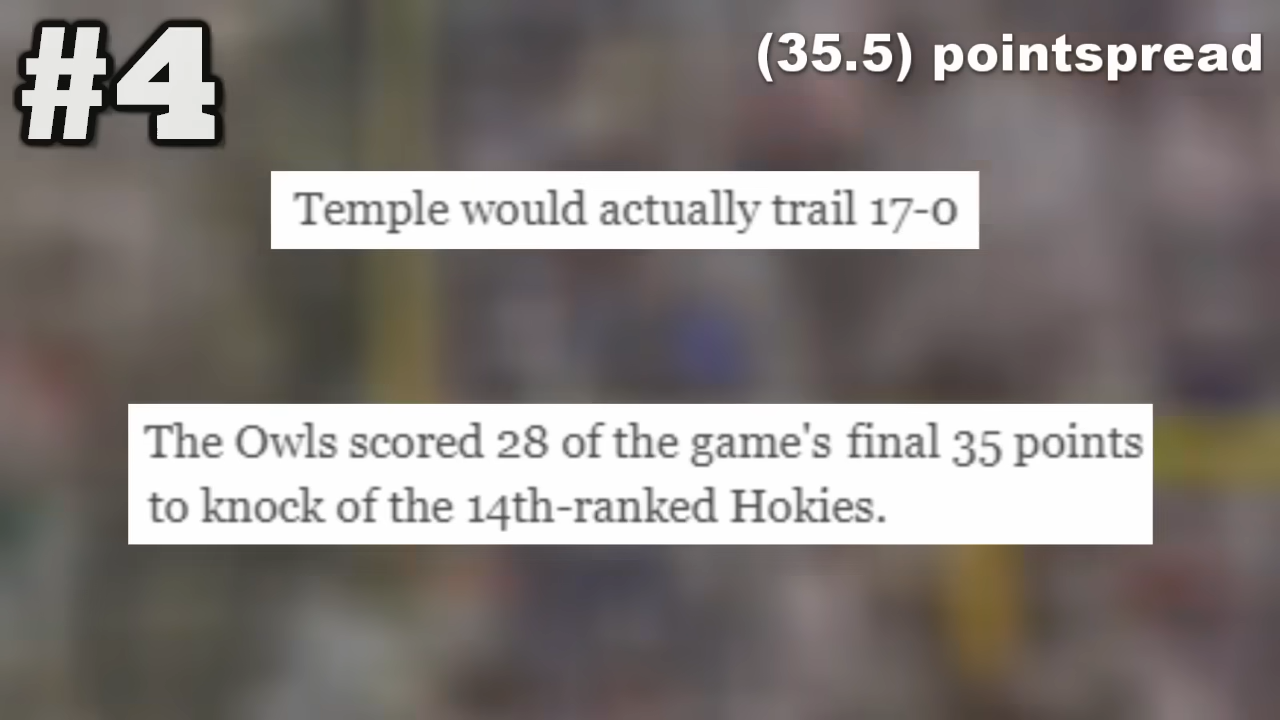 #4
(35.5) pointspread
Temple would actually trail 17-0
The Owls scored 28 of the game's final 35 points
to knock of the 14th-ranked Hokies.